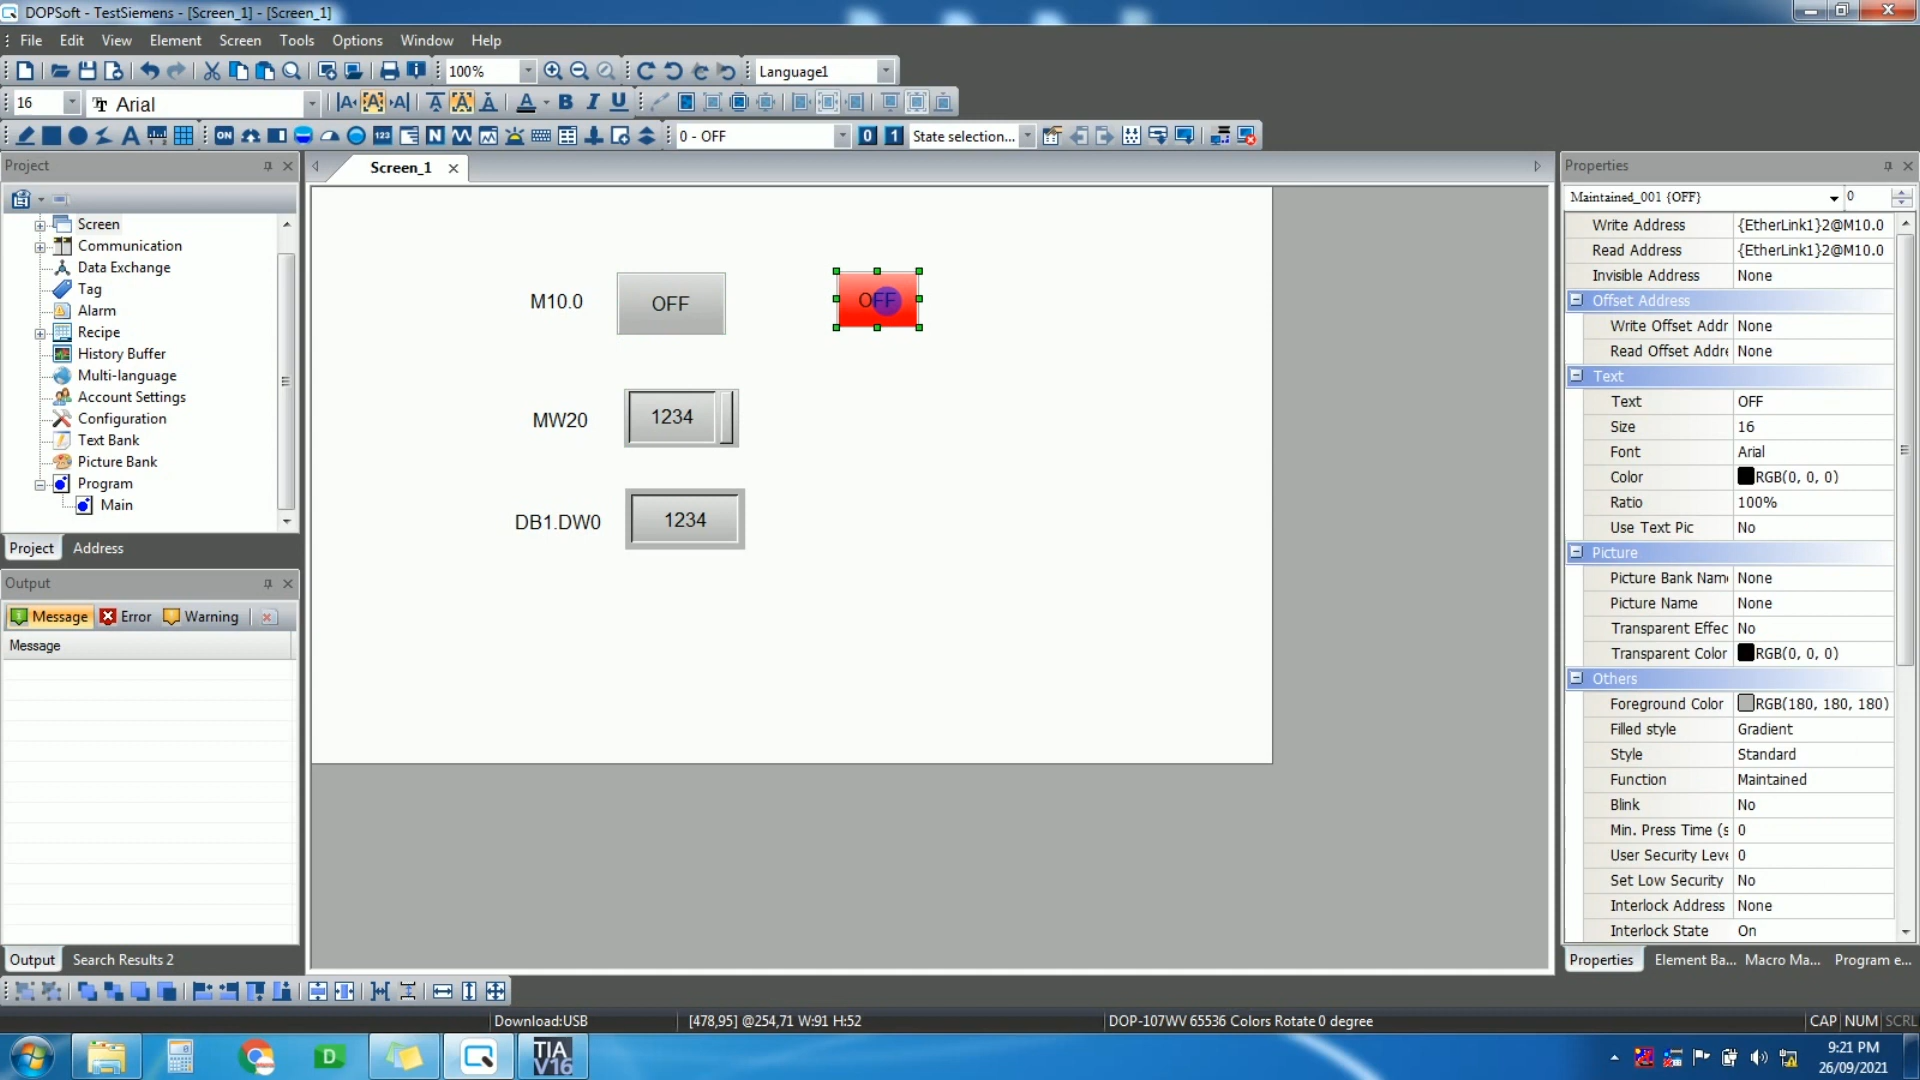 DOPSoft - TestSiemens - [Screen_1] - [Screen_1]
File Edit View Element Screen Tools Options Window Help
100% Language1
16 Arial
0 - OFF State selection...
Project
Screen
Communication
Data Exchange
Tag
Alarm
Recipe
History Buffer
Multi-language
Account Settings
Configuration
Text Bank
Picture Bank
Program
Main
Project Address
Output
Message Error Warning
Message
Output Search Results 2
Screen_1
M10.0 OFF OFF
MW20 1234
DB1.DW0 1234
Properties
Maintained_001 {OFF} 0
Write Address {EtherLink1}2@M10.0
Read Address {EtherLink1}2@M10.0
Invisible Address None
Offset Address
Write Offset Addr None
Read Offset Addre None
Text
Text OFF
Size 16
Font Arial
Color RGB(0, 0, 0)
Ratio 100%
Use Text Pic No
Picture
Picture Bank Name None
Picture Name None
Transparent Effec No
Transparent Color RGB(0, 0, 0)
Others
Foreground Color RGB(180, 180, 180)
Filled style Gradient
Style Standard
Function Maintained
Blink No
Min. Press Time (s 0
User Security Leve 0
Set Low Security No
Interlock Address None
Interlock State On
Properties Element Ba... Macro Ma... Program e...
Download:USB [478,95] @254,71 W:91 H:52 DOP-107WV 65536 Colors Rotate 0 degree CAP NUM SCRL
D
TIA
V16
9:21 PM
26/09/2021